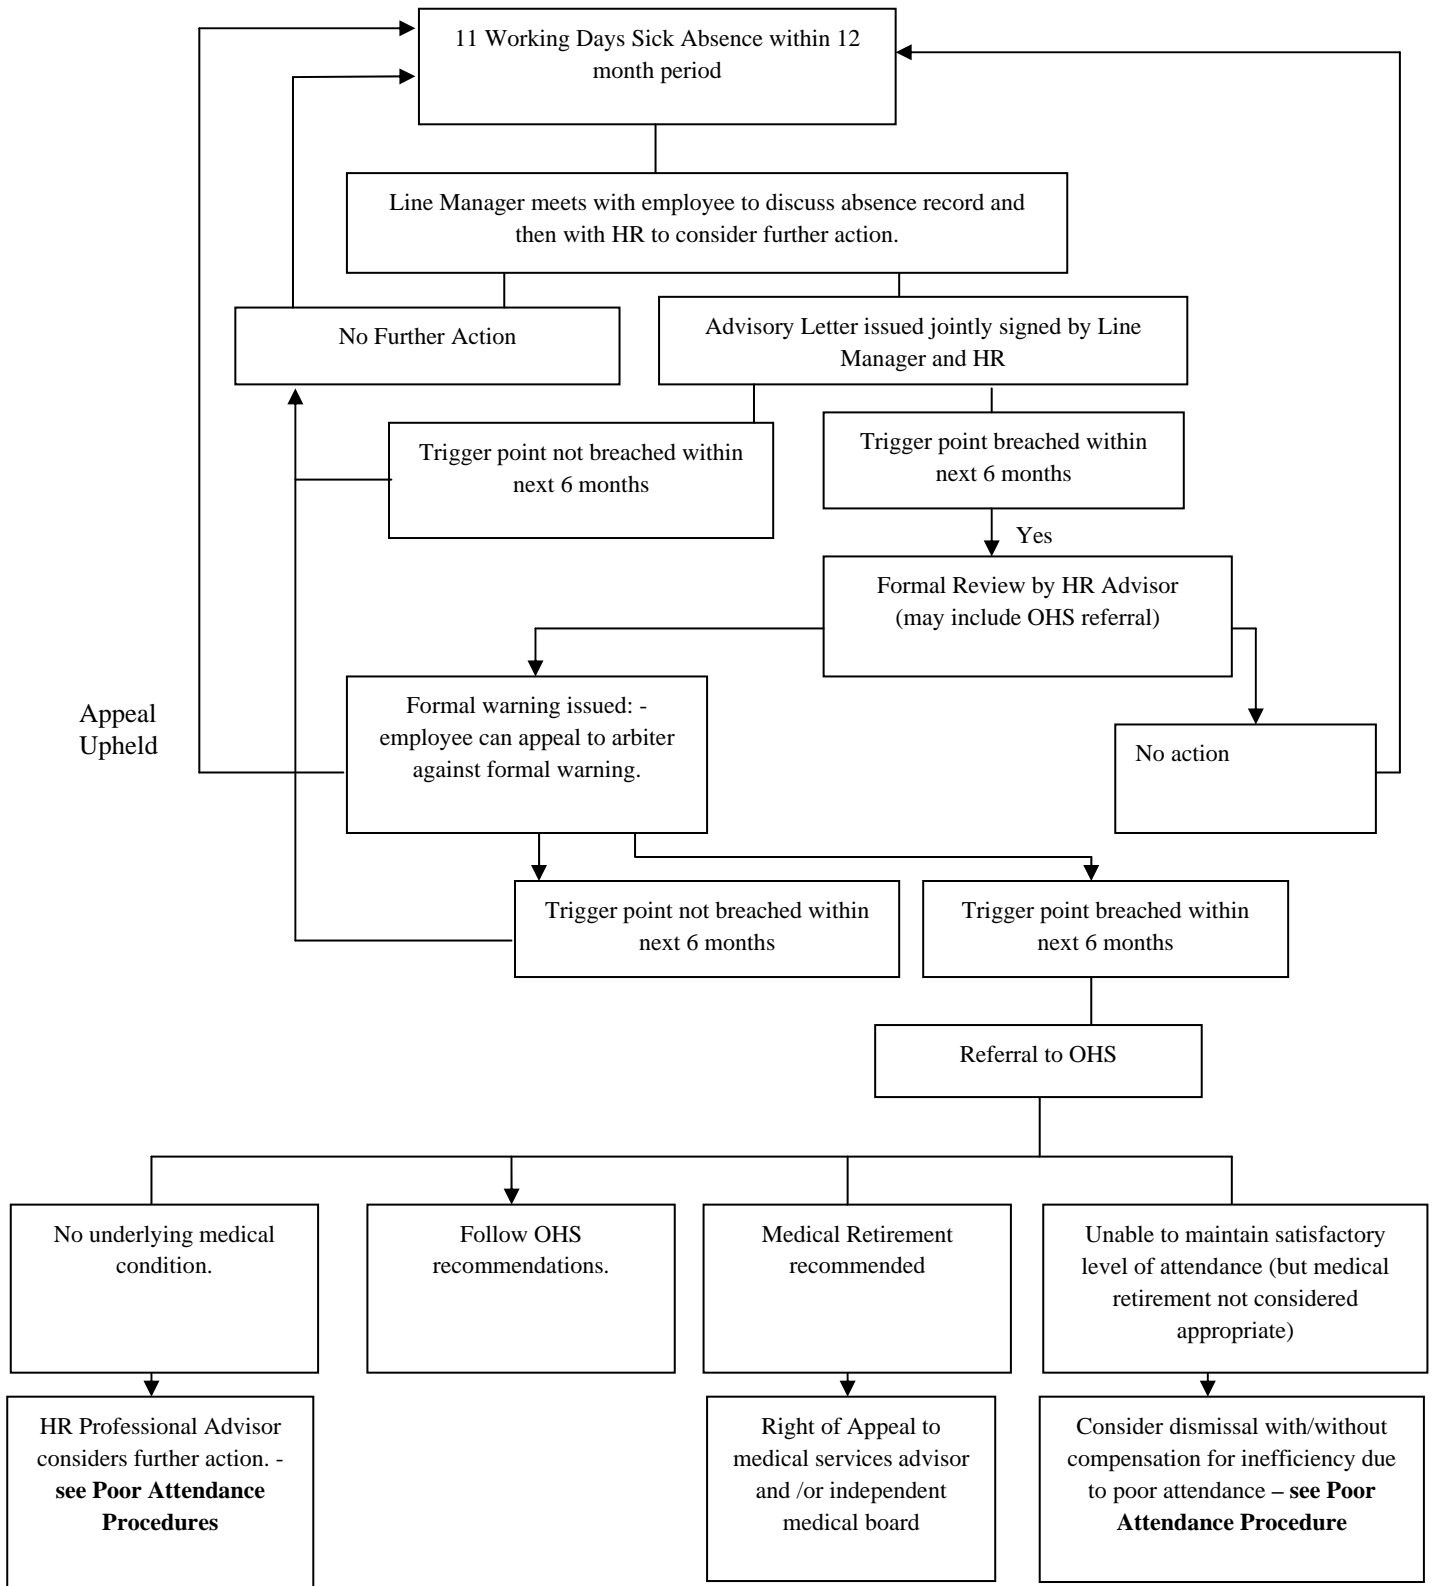 11 Working Days Sick Absence within 12
month period
Line Manager meets with employee to discuss absence record and
then with HR to consider further action.
No Further Action
Advisory Letter issued jointly signed by Line
Manager and HR
Trigger point not breached within
next 6 months
Trigger point breached within
next 6 months
Yes
Formal Review by HR Advisor
(may include OHS referral)
Appeal
Upheld
Formal warning issued: -
employee can appeal to arbiter
against formal warning.
No action
Trigger point not breached within
next 6 months
Trigger point breached within
next 6 months
Referral to OHS
No underlying medical
condition.
Follow OHS
recommendations.
Medical Retirement
recommended
Unable to maintain satisfactory
level of attendance (but medical
retirement not considered
appropriate)
HR Professional Advisor
considers further action. -
see Poor Attendance
Procedures
Right of Appeal to
medical services advisor
and /or independent
medical board
Consider dismissal with/without
compensation for inefficiency due
to poor attendance – see Poor
Attendance Procedure